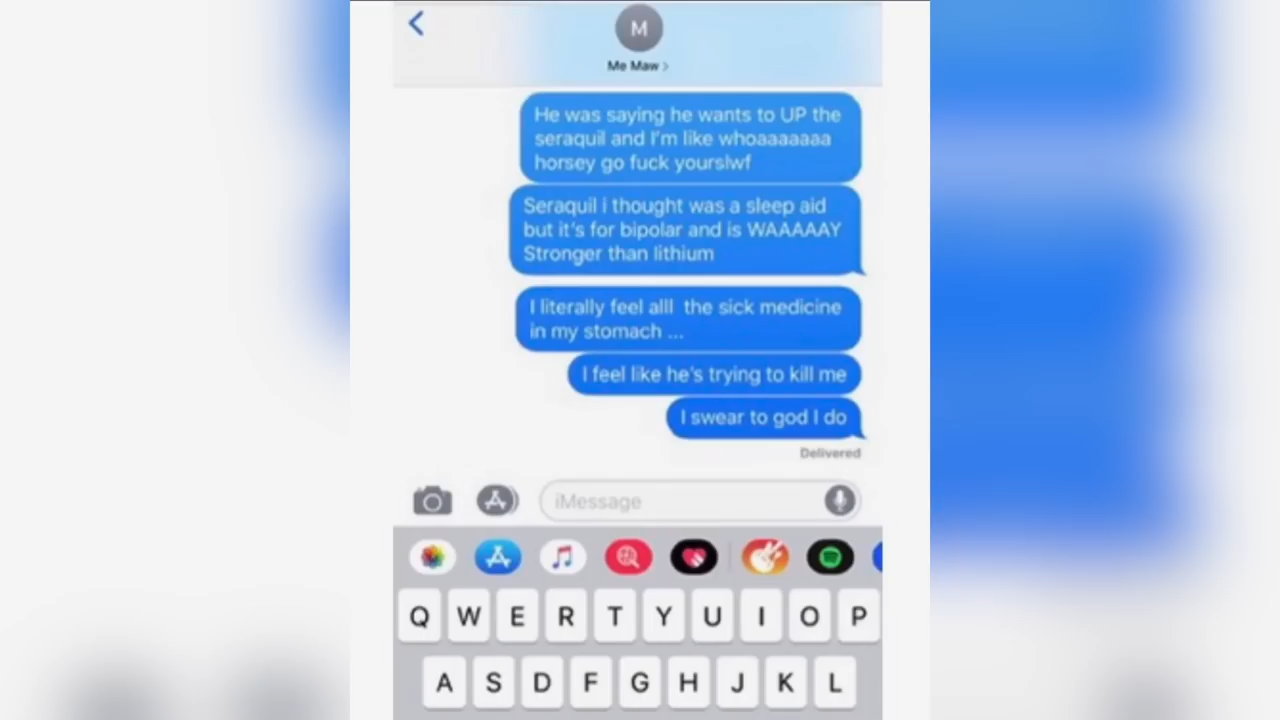 M
Me Maw >
He was saying he wants to UP the
seraquil and I'm like whoaaaaaaa
horsey go fuck yourslwf
Seraquil i thought was a sleep aid
but it's for bipolar and is WAAAAAY
Stronger than lithium
I literally feel alll  the sick medicine
in my stomach ...
I feel like he's trying to kill me
I swear to god I do
Delivered
iMessage
Q W E R T Y U I O P
A S D F G H J K L